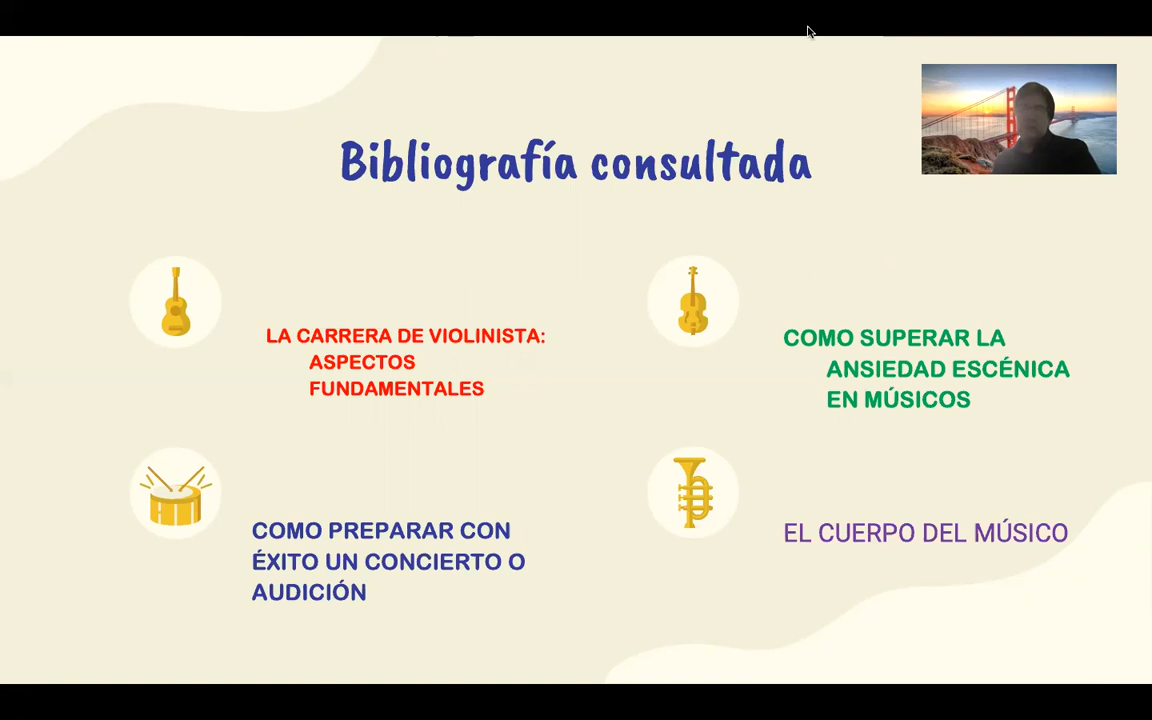 Bibliografía consultada
LA CARRERA DE VIOLINISTA:
ASPECTOS
FUNDAMENTALES
COMO SUPERAR LA
ANSIEDAD ESCÉNICA
EN MÚSICOS
COMO PREPARAR CON
ÉXITO UN CONCIERTO O
AUDICIÓN
EL CUERPO DEL MÚSICO